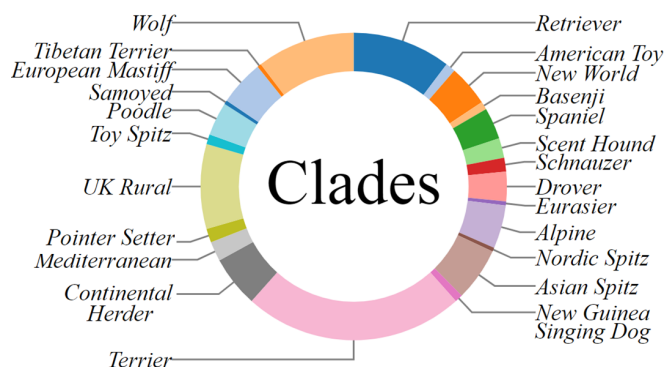 Wolf
Retriever
Tibetan Terrier
American Toy
European Mastiff
New World
Samoyed
Basenji
Poodle
Spaniel
Toy Spitz
Scent Hound
Schnauzer
UK Rural
Clades
Drover
Eurasier
Pointer Setter
Alpine
Mediterranean
Nordic Spitz
Continental
Herder
Asian Spitz
New Guinea
Singing Dog
Terrier